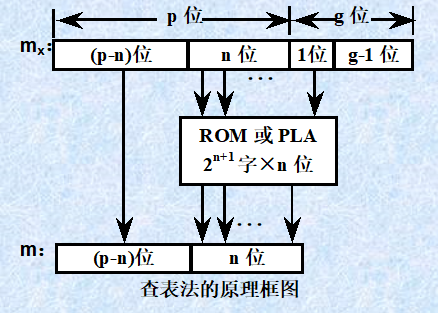 p 位 g 位
mx: (p-n)位 n 位 1位 g-1 位
···
ROM 或 PLA
2^{n+1}字×n 位
···
m: (p-n)位 n 位
查表法的原理框图